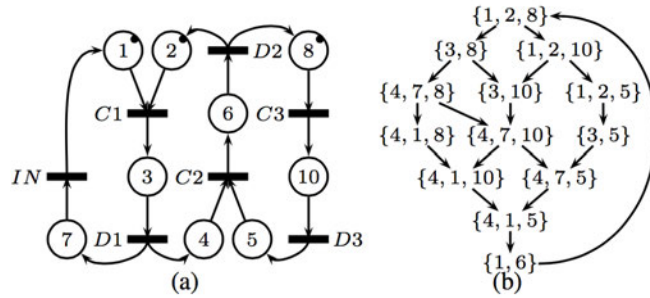 1 2 D2 8
C1 6 C3
3 10
IN C2
7 D1 4 5 D3
(a)
{1, 2, 8}
{3, 8} {1, 2, 10}
{4, 7, 8} {3, 10} {1, 2, 5}
{4, 1, 8} {4, 7, 10} {3, 5}
{4, 1, 10} {4, 7, 5}
{4, 1, 5}
{1, 6}
(b)